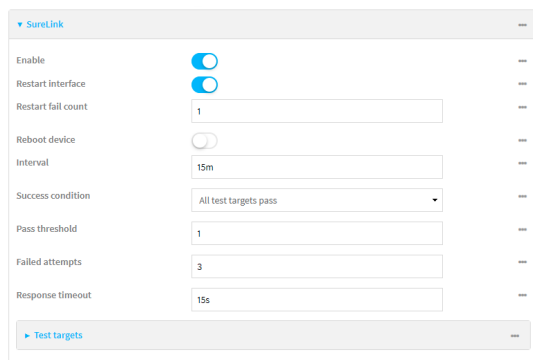 SureLink
Enable
Restart interface
Restart fail count
1
Reboot device
Interval
15m
Success condition
All test targets pass
Pass threshold
1
Failed attempts
3
Response timeout
15s
Test targets